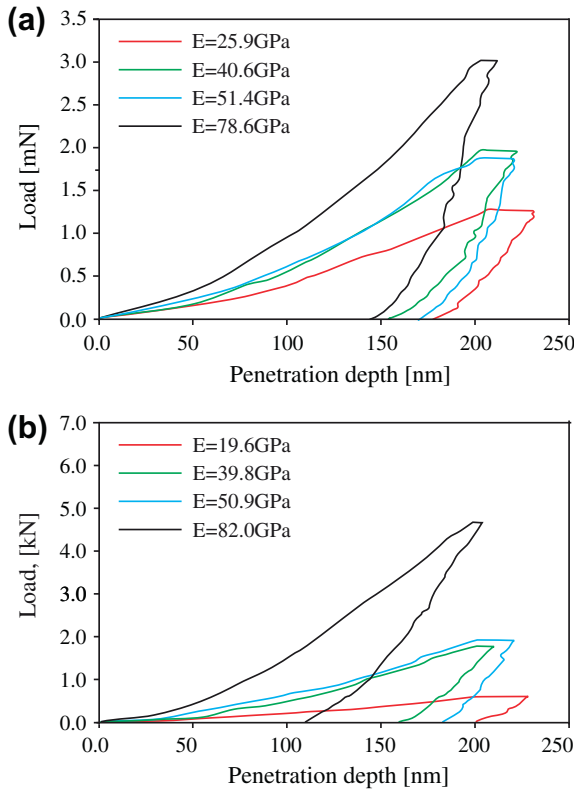 (a)
3.5
3.0
2.5
2.0
1.5
1.0
0.5
0.0
Load [mN]
E=25.9GPa
E=40.6GPa
E=51.4GPa
E=78.6GPa
0.0 50 100 150 200 250
Penetration depth [nm]
(b)
7.0
6.0
5.0
4.0
3.0
2.0
1.0
0.0
Load, [kN]
E=19.6GPa
E=39.8GPa
E=50.9GPa
E=82.0GPa
0.0 50 100 150 200 250
Penetration depth [nm]